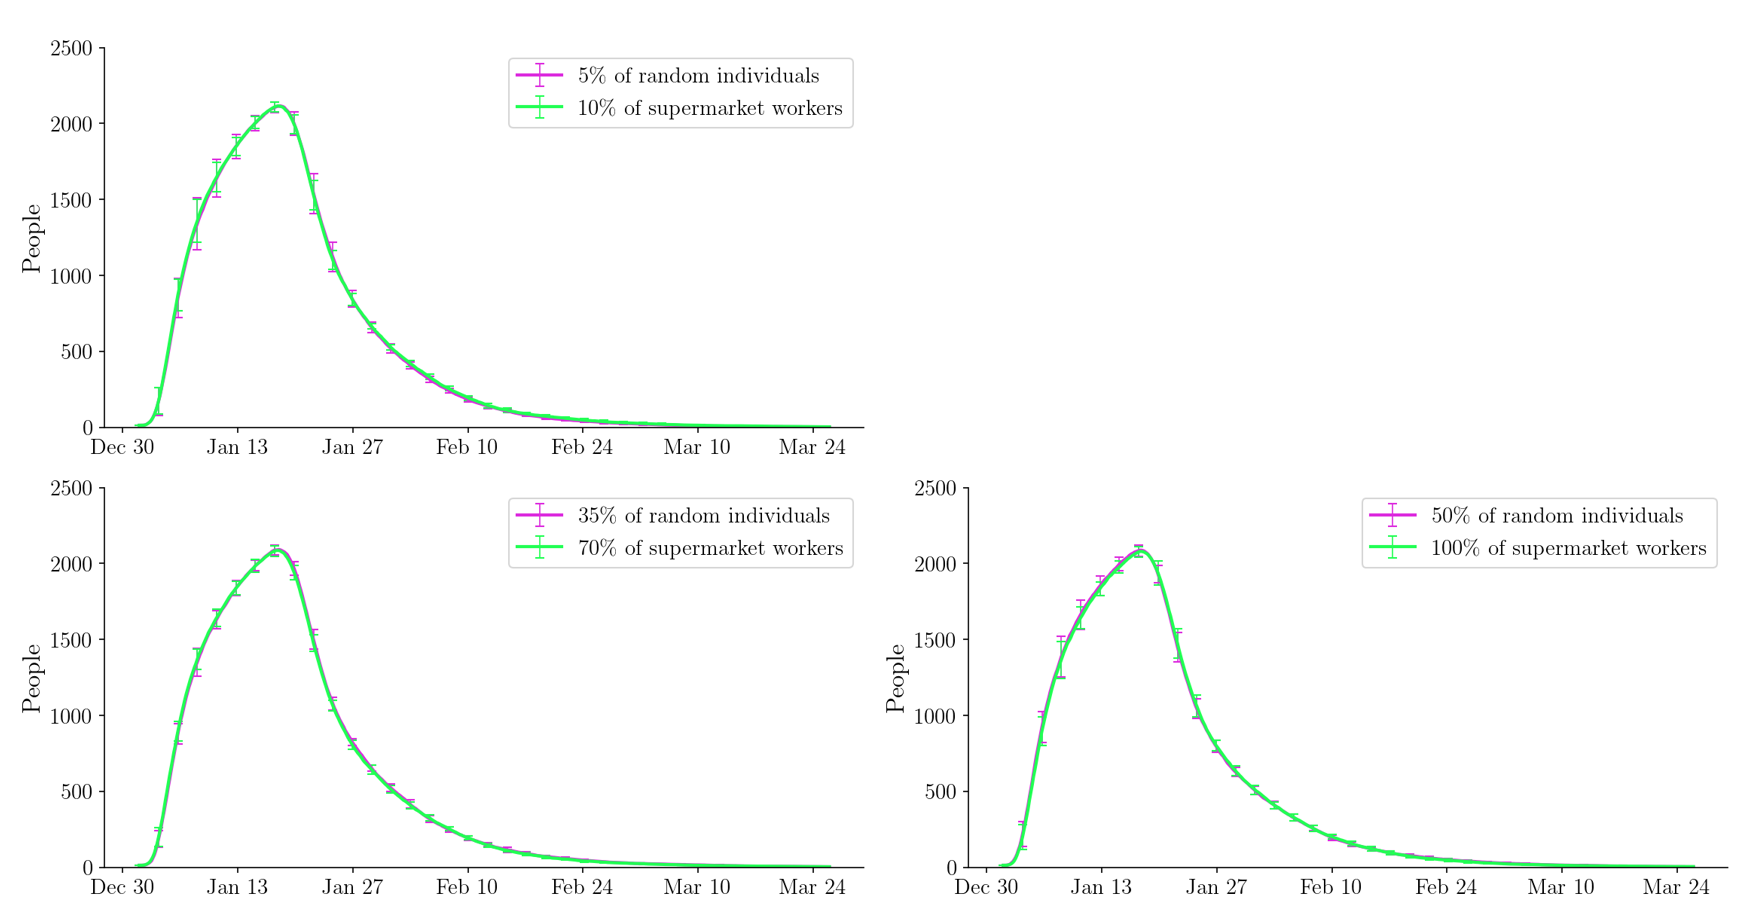 2500
2000
1500
1000
500
0
People
5% of random individuals
10% of supermarket workers
Dec 30 Jan 13 Jan 27 Feb 10 Feb 24 Mar 10 Mar 24
2500
2000
1500
1000
500
0
People
35% of random individuals
70% of supermarket workers
Dec 30 Jan 13 Jan 27 Feb 10 Feb 24 Mar 10 Mar 24
2500
2000
1500
1000
500
0
People
50% of random individuals
100% of supermarket workers
Dec 30 Jan 13 Jan 27 Feb 10 Feb 24 Mar 10 Mar 24